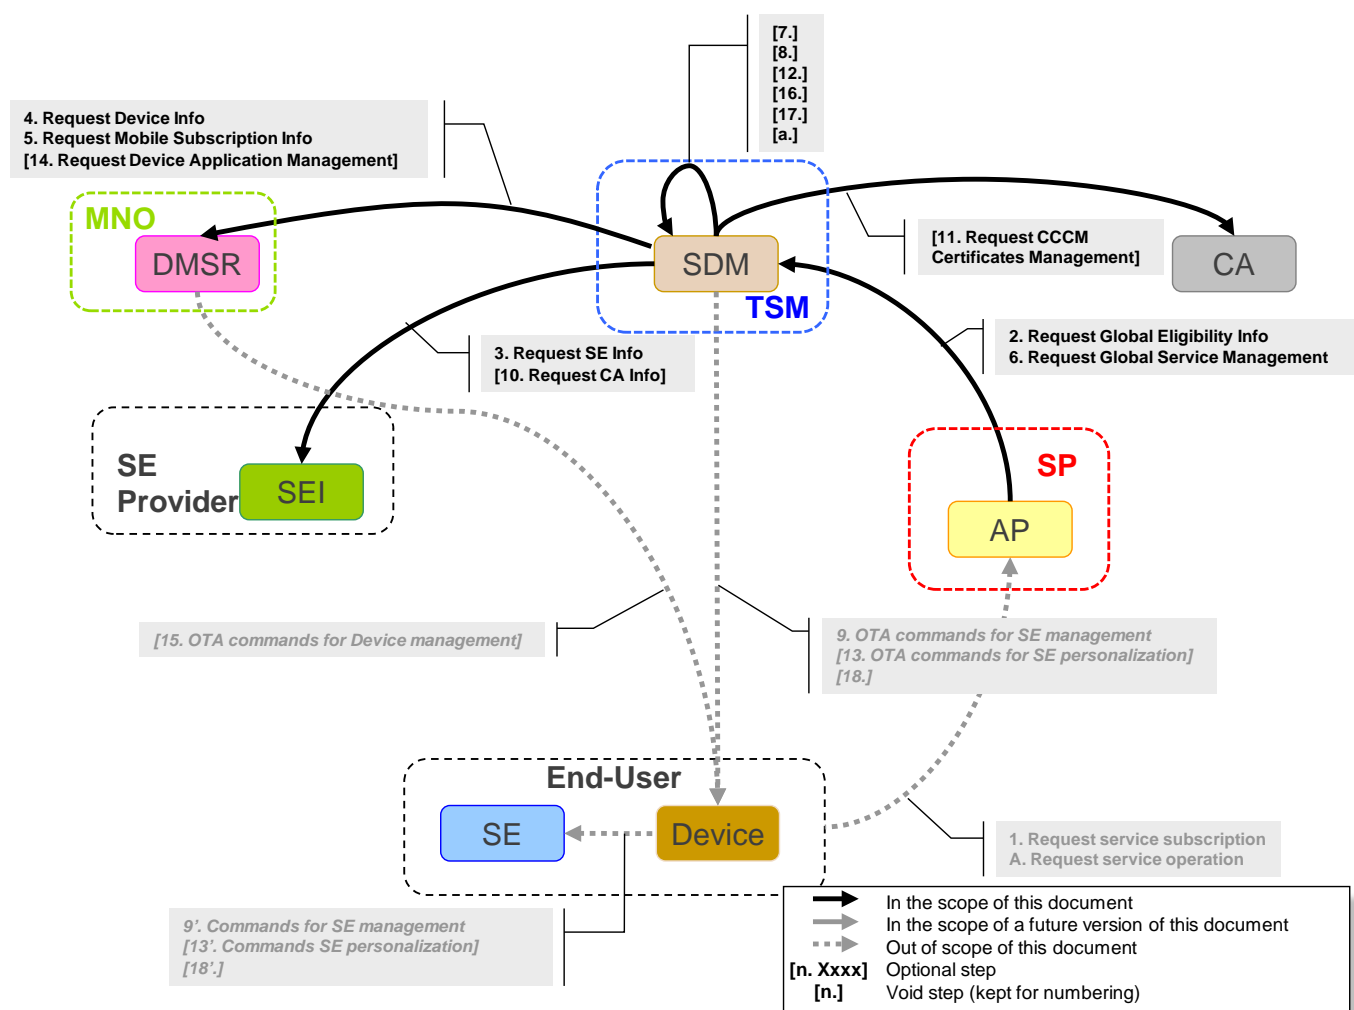 [7.]
[8.]
[12.]
[16.]
[17.]
[a.]
4. Request Device Info
5. Request Mobile Subscription Info
[14. Request Device Application Management]
MNO
DMSR
SDM
TSM
[11. Request CCCM
Certificates Management]
CA
2. Request Global Eligibility Info
6. Request Global Service Management
3. Request SE Info
[10. Request CA Info]
SE
Provider
SEI
SP
AP
[15. OTA commands for Device management]
9. OTA commands for SE management
[13. OTA commands for SE personalization]
[18.]
End-User
SE
Device
1. Request service subscription
A. Request service operation
9’. Commands for SE management
[13’. Commands SE personalization]
[18’.]
In the scope of this document
In the scope of a future version of this document
Out of scope of this document
[n. Xxxx] Optional step
[n.] Void step (kept for numbering)